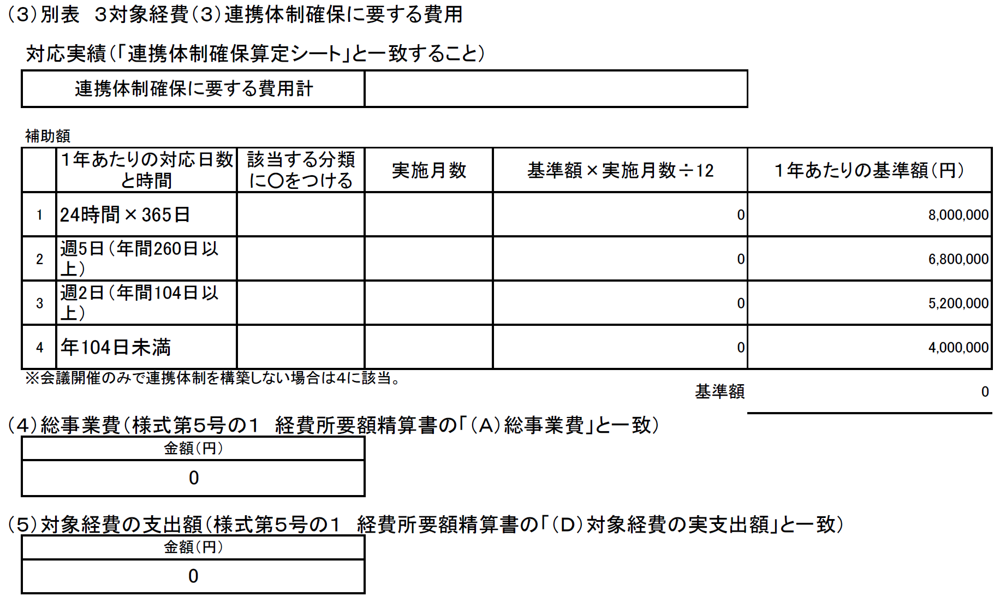 （３）別表　３対象経費（３）連携体制確保に要する費用
対応実績（「連携体制確保算定シート」と一致すること）
連携体制確保に要する費用計
補助額
１年あたりの対応日数
と時間
該当する分類
に〇をつける
実施月数
基準額×実施月数÷12
１年あたりの基準額（円）
1
24時間×365日
0
8,000,000
2
週5日（年間260日以
上）
0
6,800,000
3
週2日（年間104日以
上）
0
5,200,000
4
年104日未満
0
4,000,000
※会議開催のみで連携体制を構築しない場合は４に該当。
基準額
0
（４）総事業費（様式第５号の１　経費所要額精算書の「（Ａ）総事業費」と一致）
金額（円）
0
（５）対象経費の支出額（様式第５号の１　経費所要額精算書の「（Ｄ）対象経費の実支出額」と一致）
金額（円）
0